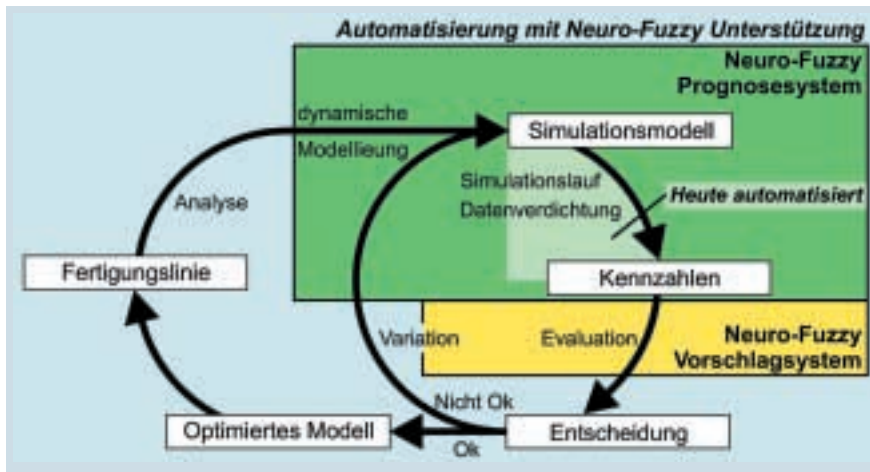 Automatisierung mit Neuro-Fuzzy Unterstützung
Neuro-Fuzzy
Prognosesystem
dynamische
Modellieung
Simulationsmodell
Analyse
Simulationslauf
Datenverdichtung
Heute automatisiert
Fertigungslinie
Kennzahlen
Variation
Evaluation
Neuro-Fuzzy
Vorschlagsystem
Nicht Ok
Optimiertes Modell
Ok
Entscheidung